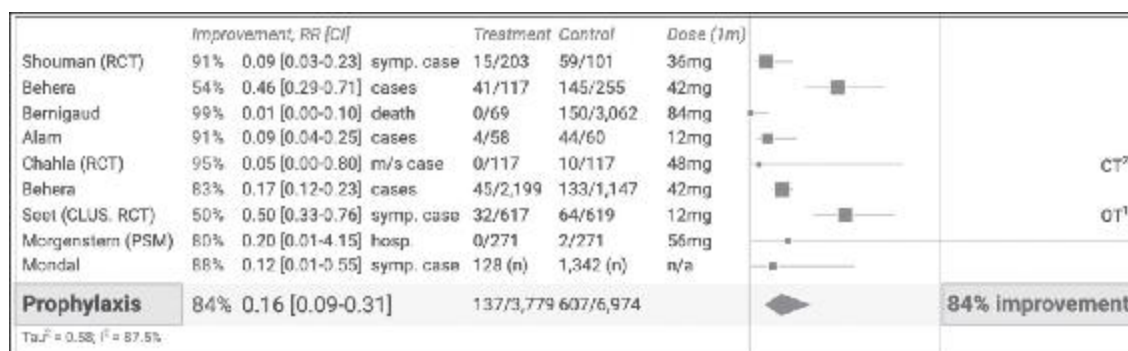 Improvement, RR [CI] Treatment Control Dose (1m)
Shouman (RCT) 91% 0.09 [0.03-0.23] symp. case 15/203 59/101 36mg
Behera 54% 0.46 [0.29-0.71] cases 41/117 145/255 42mg
Bernigaud 99% 0.01 [0.00-0.10] death 0/69 150/3,062 84mg
Alam 91% 0.09 [0.04-0.25] cases 4/58 44/60 12mg
Chahla (RCT) 95% 0.05 [0.00-0.80] m/s case 0/117 10/117 48mg CT²
Behera 83% 0.17 [0.12-0.23] cases 45/2,199 133/1,147 42mg
Seet (CLUS. RCT) 50% 0.50 [0.33-0.76] symp. case 32/617 64/619 12mg OT¹
Morgenstern (PSM) 80% 0.20 [0.01-4.15] hosp. 0/271 2/271 56mg
Mondal 88% 0.12 [0.01-0.55] symp. case 128 (n) 1,342 (n) n/a
Prophylaxis 84% 0.16 [0.09-0.31] 137/3,779 607/6,974 84% improvement
Tau² = 0.58; I² = 87.5%